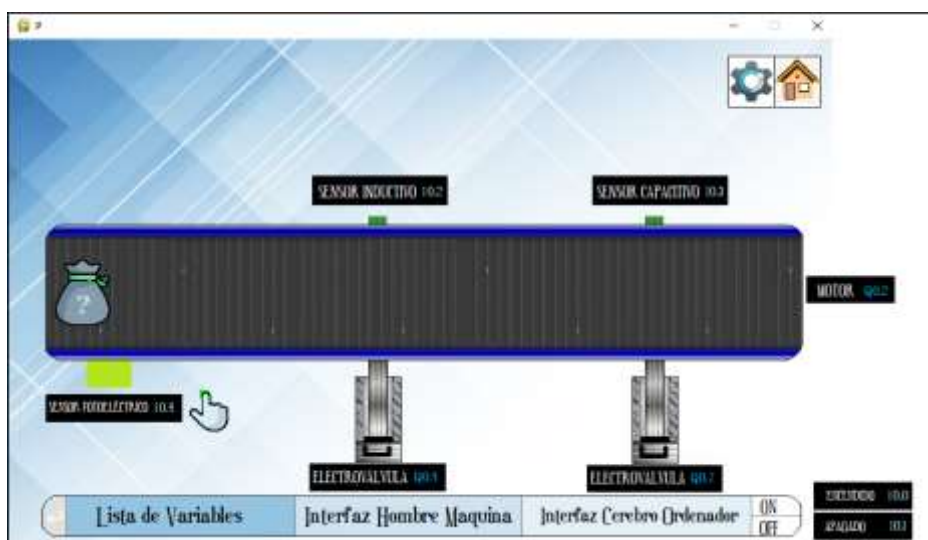 SENSOR INDUCTIVO I0.2
SENSOR CAPACITIVO I0.3
?
MOTOR Q0.2
SENSOR FOTOELÉCTRICO I0.4
ELECTROVALVULA
ELECTROVALVULA
Lista de Variables
Interfaz Hombre Maquina
Interfaz Cerebro Ordenador
ON
OFF
ENCENDIDO I0.0
APAGADO I0.1